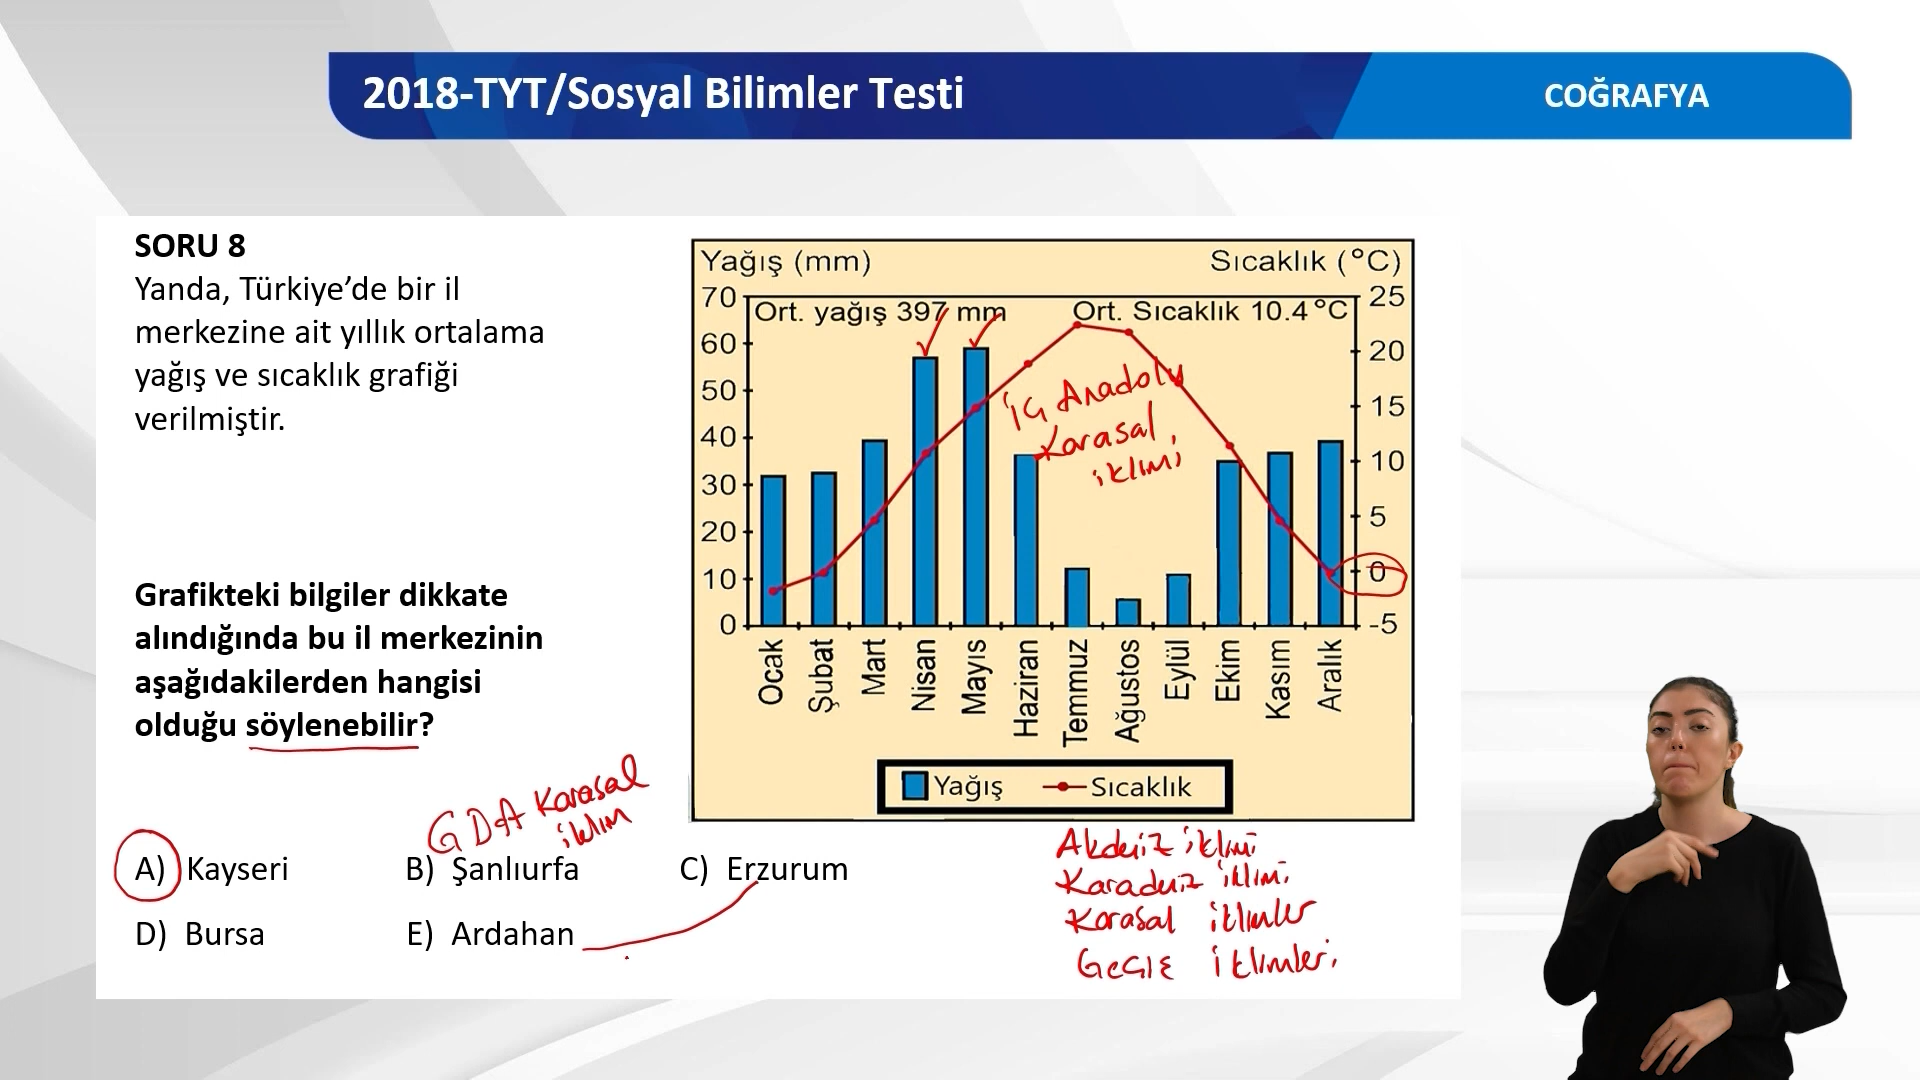 2018-TYT/Sosyal Bilimler Testi
COĞRAFYA
SORU 8
Yanda, Türkiye’de bir il
merkezine ait yıllık ortalama
yağış ve sıcaklık grafiği
verilmiştir.
Grafikteki bilgiler dikkate
alındığında bu il merkezinin
aşağıdakilerden hangisi
olduğu söylenebilir?
Yağış (mm)
Sıcaklık (°C)
Ort. yağış 397 mm
Ort. Sıcaklık 10.4 °C
70
60
50
40
30
20
10
0
25
20
15
10
5
0
-5
İç Anadolu
Karasal
iklimi
Ocak
Şubat
Mart
Nisan
Mayıs
Haziran
Temmuz
Ağustos
Eylül
Ekim
Kasım
Aralık
Yağış
Sıcaklık
GDA Karasal
iklim
A) Kayseri
B) Şanlıurfa
C) Erzurum
D) Bursa
E) Ardahan
Akdeniz iklimi
Karadeniz iklimi
Karasal iklimler
Geçiş iklimleri